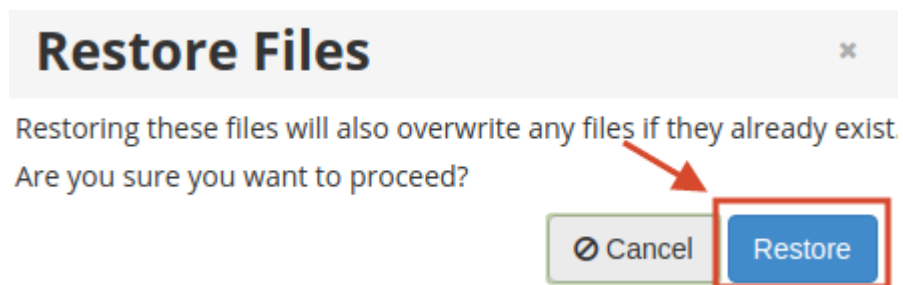 Restore Files
Restoring these files will also overwrite any files if they already exist.
Are you sure you want to proceed?
Cancel Restore